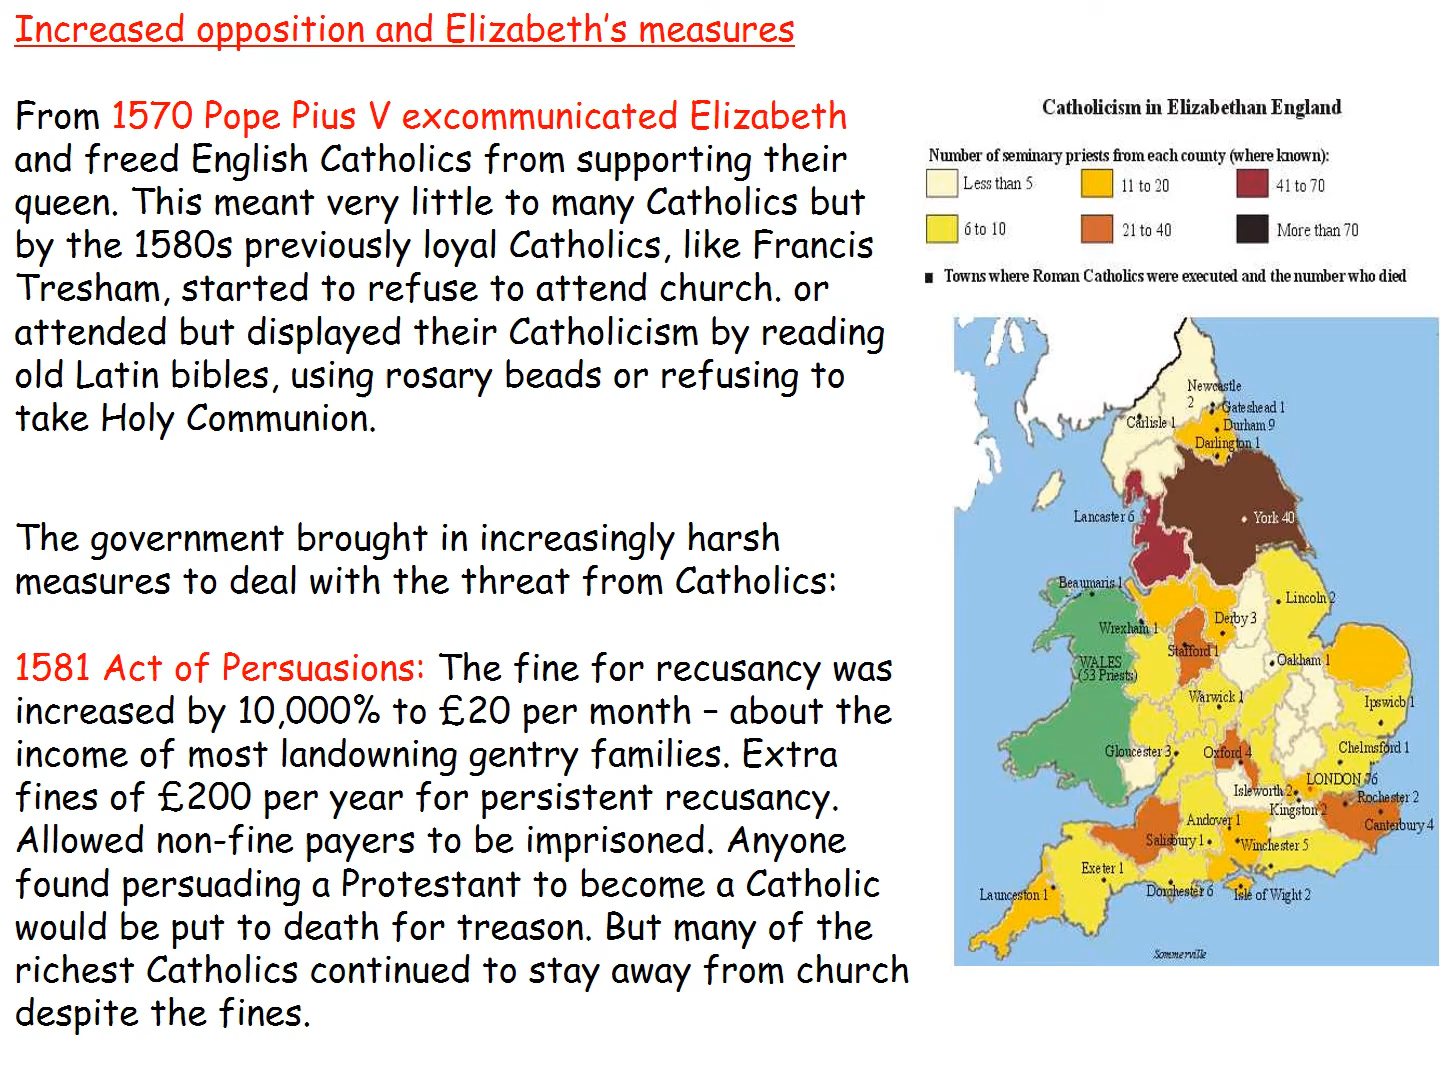 Increased opposition and Elizabeth's measures
From 1570 Pope Pius V excommunicated Elizabeth
and freed English Catholics from supporting their
queen. This meant very little to many Catholics but
by the 1580s previously loyal Catholics, like Francis
Tresham, started to refuse to attend church. or
attended but displayed their Catholicism by reading
old Latin bibles, using rosary beads or refusing to
take Holy Communion.
The government brought in increasingly harsh
measures to deal with the threat from Catholics:
1581 Act of Persuasions: The fine for recusancy was
increased by 10,000% to £20 per month – about the
income of most landowning gentry families. Extra
fines of £200 per year for persistent recusancy.
Allowed non-fine payers to be imprisoned. Anyone
found persuading a Protestant to become a Catholic
would be put to death for treason. But many of the
richest Catholics continued to stay away from church
despite the fines.
Catholicism in Elizabethan England
Number of seminary priests from each county (where known):
Less than 5
11 to 20
41 to 70
6 to 10
21 to 40
More than 70
Towns where Roman Catholics were executed and the number who died
Newcastle
2
Gateshead 1
Carlisle 1
Durham 9
Darlington 1
Lancaster 6
York 40
Beaumaris 1
Lincoln 2
Wrexham 1
Derby 3
Stafford 1
WALES
(53 Priests)
Oakham 1
Warwick 1
Ipswich 1
Gloucester 3
Oxford 4
Chelmsford 1
LONDON 76
Isleworth 2
Rochester 2
Kingston 2
Canterbury 4
Andover 1
Salisbury 1
Winchester 5
Exeter 1
Launceston 1
Dorchester 6
Isle of Wight 2
Sommerville